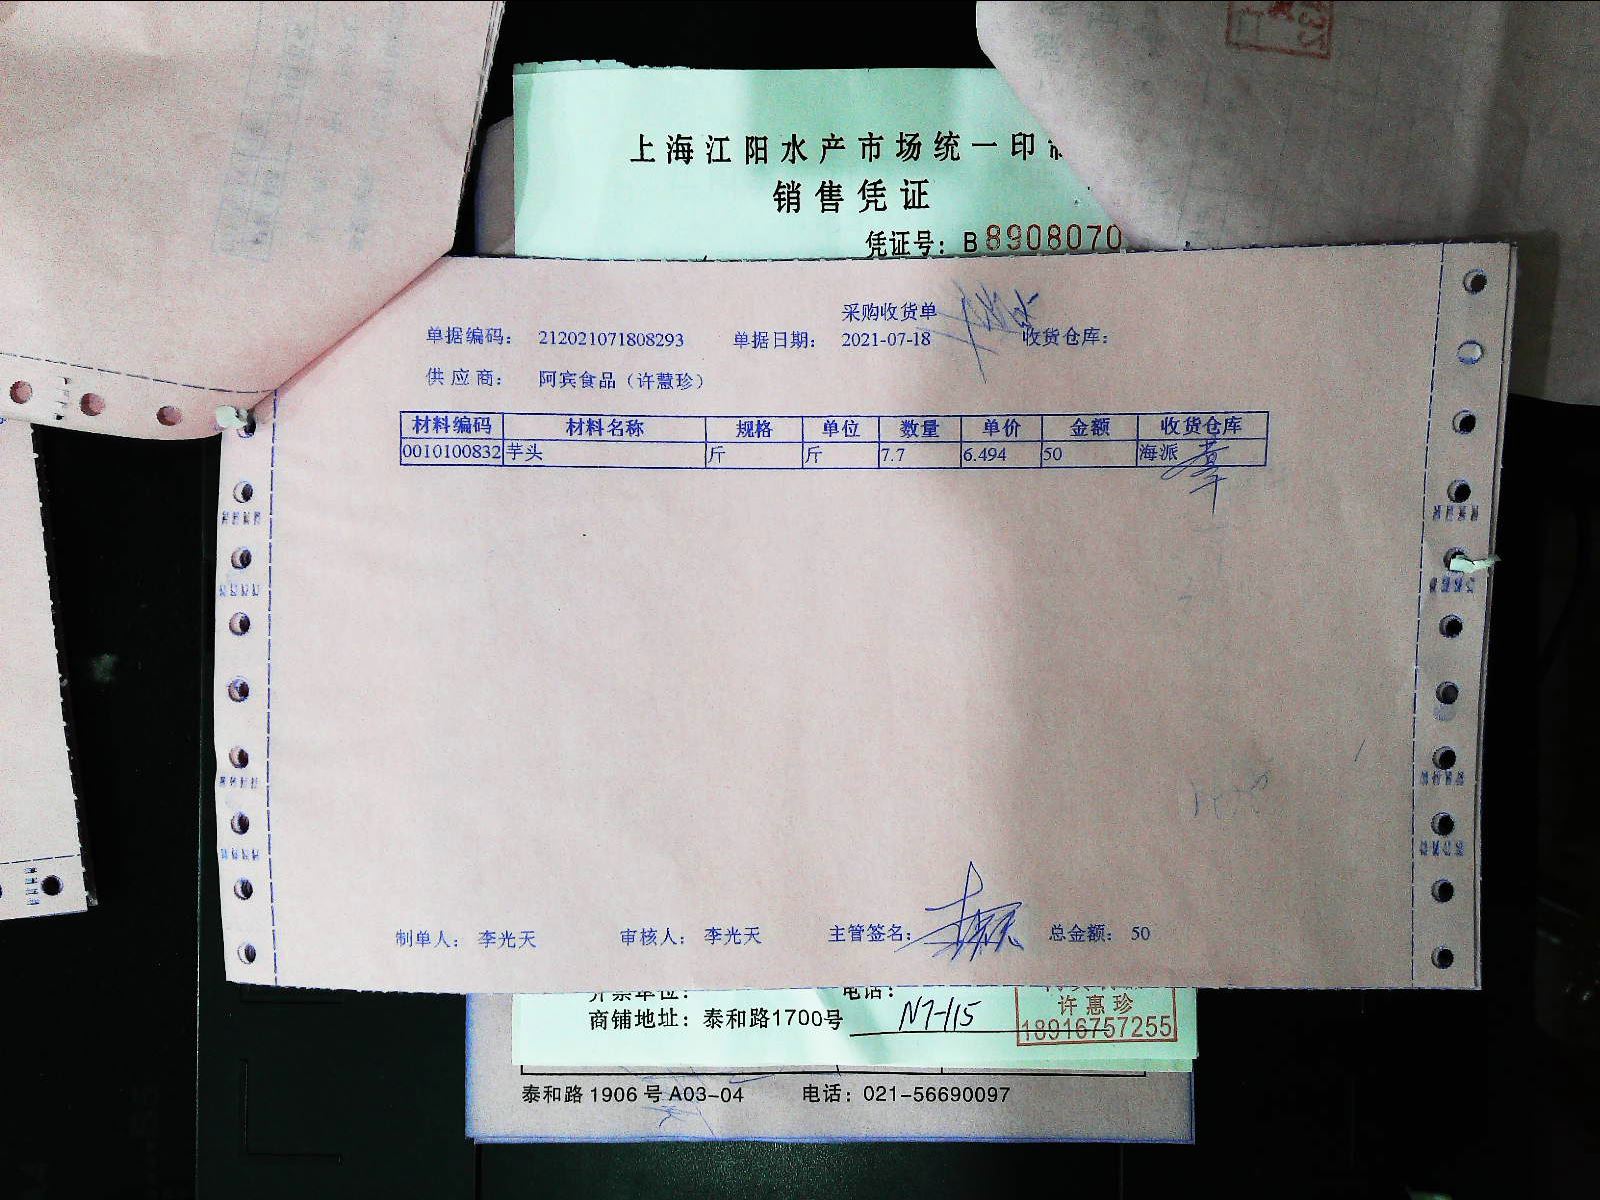 上海江阳水产市场统一印
销售凭证
凭证号：B8908070
采购收货单
单据编码： 212021071808293 单据日期： 2021-07-18 收货仓库：
供应商： 阿宾食品（许慧珍）
材料编码 材料名称 规格 单位 数量 单价 金额 收货仓库
0010100832 芋头 斤 斤 7.7 6.494 50 海派
制单人： 李光天 审核人： 李光天 主管签名： 总金额： 50
开票单位： 电话：
商铺地址：泰和路1700号 N7-115
许惠珍
18916757255
泰和路1906号A03-04 电话：021-56690097